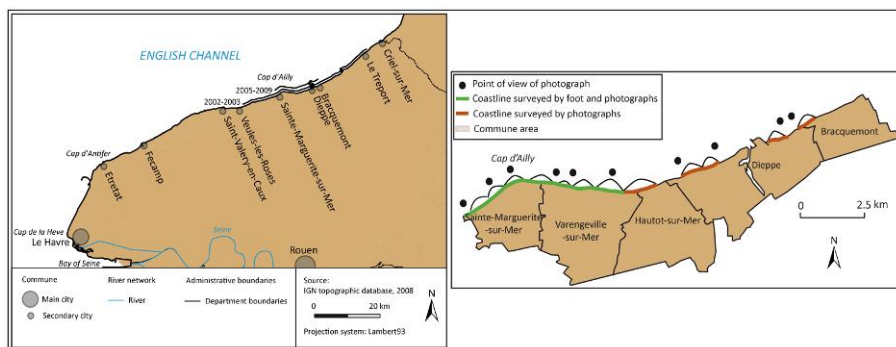 ENGLISH CHANNEL
Cap d'Ailly
2005-2009
2002-2003
Criel-sur-Mer
Le Treport
Bracquemont
Dieppe
Sainte-Marguerite-sur-Mer
Veules-les-Roses
Saint-Valery-en-Caux
Fecamp
Cap d'Antifer
Etretat
Cap de la Heve
Le Havre
Seine
Rouen
Bay of Seine
Commune
Main city
Secondary city
River network
River
Administrative boundaries
Department boundaries
Source:
IGN topographic database, 2008
0 20 km
N
Projection system: Lambert93
Point of view of photograph
Coastline surveyed by foot and photographs
Coastline surveyed by photographs
Commune area
Cap d'Ailly
Bracquemont
Dieppe
Sainte-Marguerite
-sur-Mer
Varengeville
-sur-Mer
Hautot-sur-Mer
0 2.5 km
N